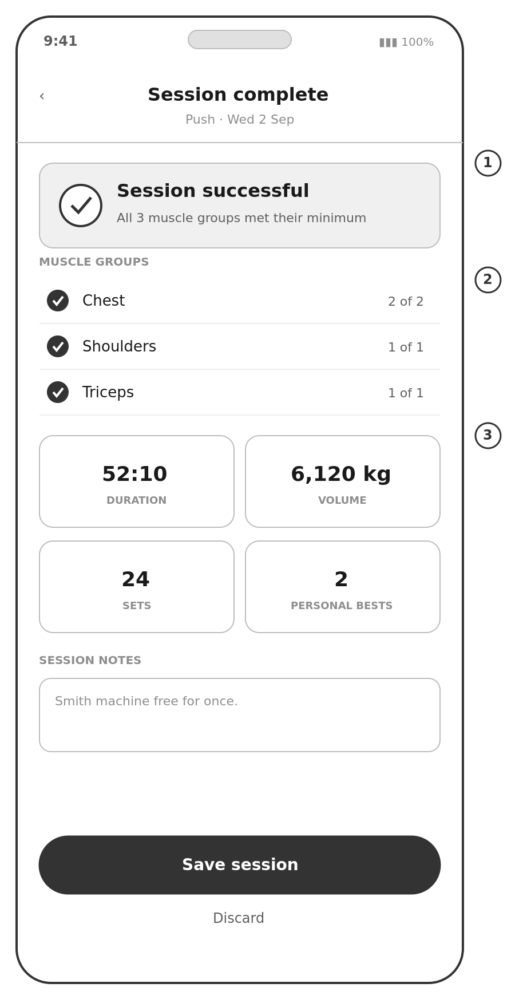 9:41
100%
‹
Session complete
Push · Wed 2 Sep
1
Session successful
All 3 muscle groups met their minimum
MUSCLE GROUPS
2
Chest 2 of 2
Shoulders 1 of 1
Triceps 1 of 1
3
52:10 6,120 kg
DURATION VOLUME
24 2
SETS PERSONAL BESTS
SESSION NOTES
Smith machine free for once.
Save session
Discard